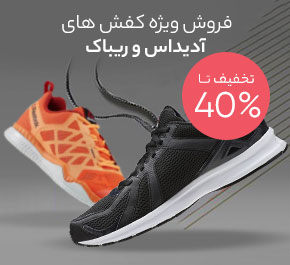 فروش ویژه کفش های
آدیداس و ریباک
تخفیف تا
40%